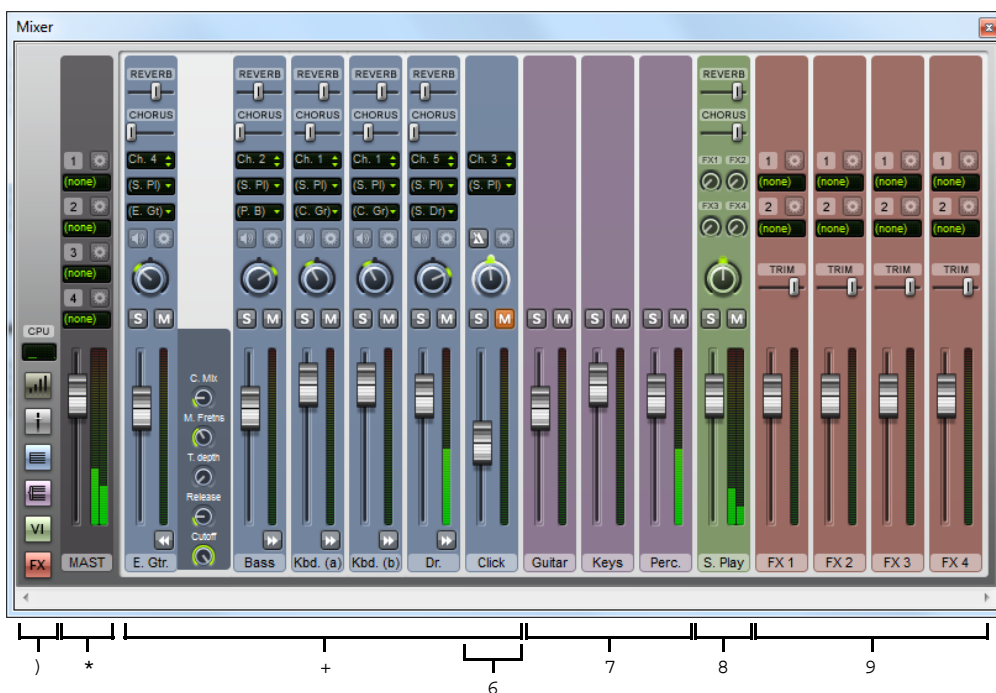 Mixer
REVERB REVERB REVERB REVERB REVERB REVERB
CHORUS CHORUS CHORUS CHORUS CHORUS CHORUS
1 Ch. 4 Ch. 2 Ch. 1 Ch. 1 Ch. 5 Ch. 3 FX1 FX2 1 1 1 1
(none) (S. Pl) (S. Pl) (S. Pl) (S. Pl) (S. Pl) (S. Pl) (none) (none) (none) (none)
2 (E. Gt) (P. B) (C. Gr) (C. Gr) (S. Dr) FX3 FX4 2 2 2 2
(none) (none) (none) (none) (none)
3
(none) TRIM TRIM TRIM TRIM
4
(none) S M S M S M S M S M S M S M S M S M S M
CPU
C. Mix
M. Fretns
T. depth
Release
VI Cutoff
FX MAST E. Gtr. Bass Kbd. (a) Kbd. (b) Dr. Click Guitar Keys Perc. S. Play FX 1 FX 2 FX 3 FX 4
) * + 7 8 9
6